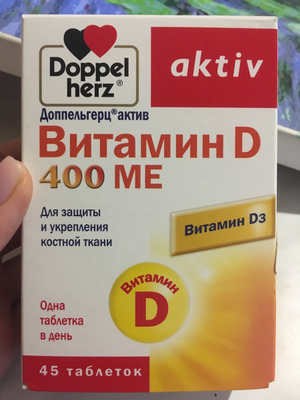 Doppel
herz®
aktiv
Доппельгерц® актив
Витамин D
400 МЕ
Для защиты
и укрепления
костной ткани
Витамин D3
Витамин
D
Одна
таблетка
в день
45 таблеток